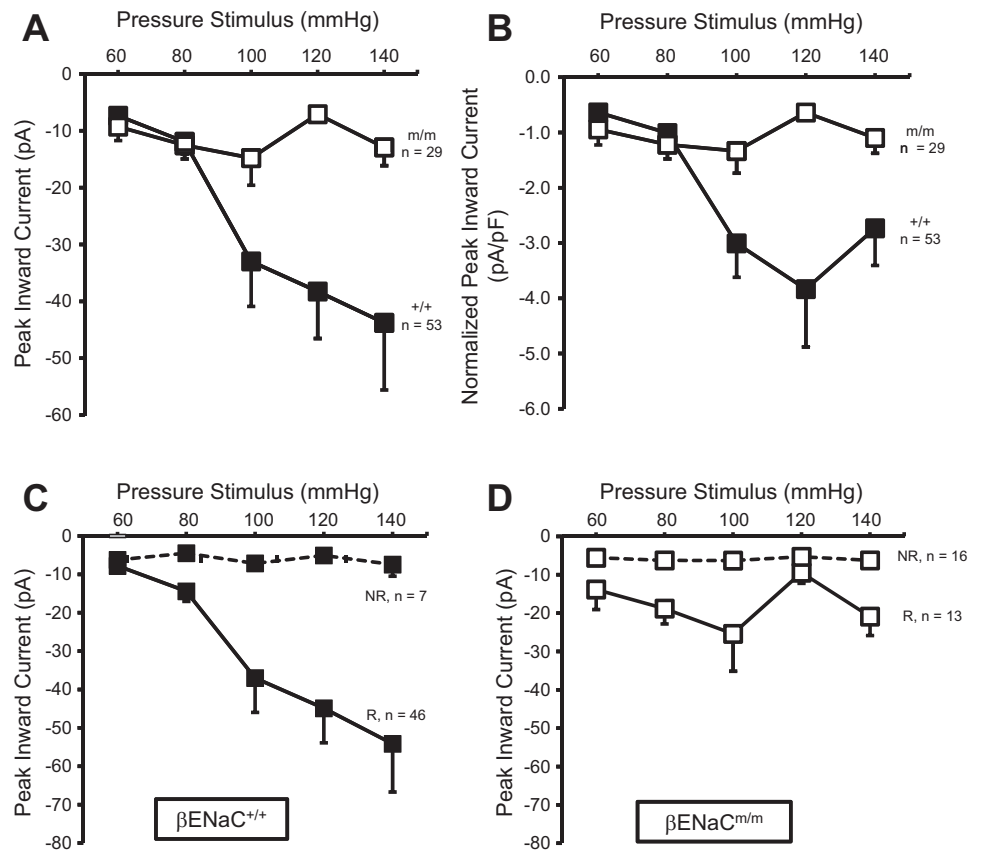 A
Pressure Stimulus (mmHg)
60 80 100 120 140
0
-10
-20
-30
-40
-50
-60
Peak Inward Current (pA)
m/m
n = 29
+/+
n = 53
B
Pressure Stimulus (mmHg)
60 80 100 120 140
0.0
-1.0
-2.0
-3.0
-4.0
-5.0
-6.0
Normalized Peak Inward Current
(pA/pF)
m/m
n = 29
+/+
n = 53
C
Pressure Stimulus (mmHg)
60 80 100 120 140
0
-10
-20
-30
-40
-50
-60
-70
-80
Peak Inward Current (pA)
NR, n = 7
R, n = 46
βENaC+/+
D
Pressure Stimulus (mmHg)
60 80 100 120 140
0
-10
-20
-30
-40
-50
-60
-70
-80
Peak Inward Current (pA)
NR, n = 16
R, n = 13
βENaCm/m